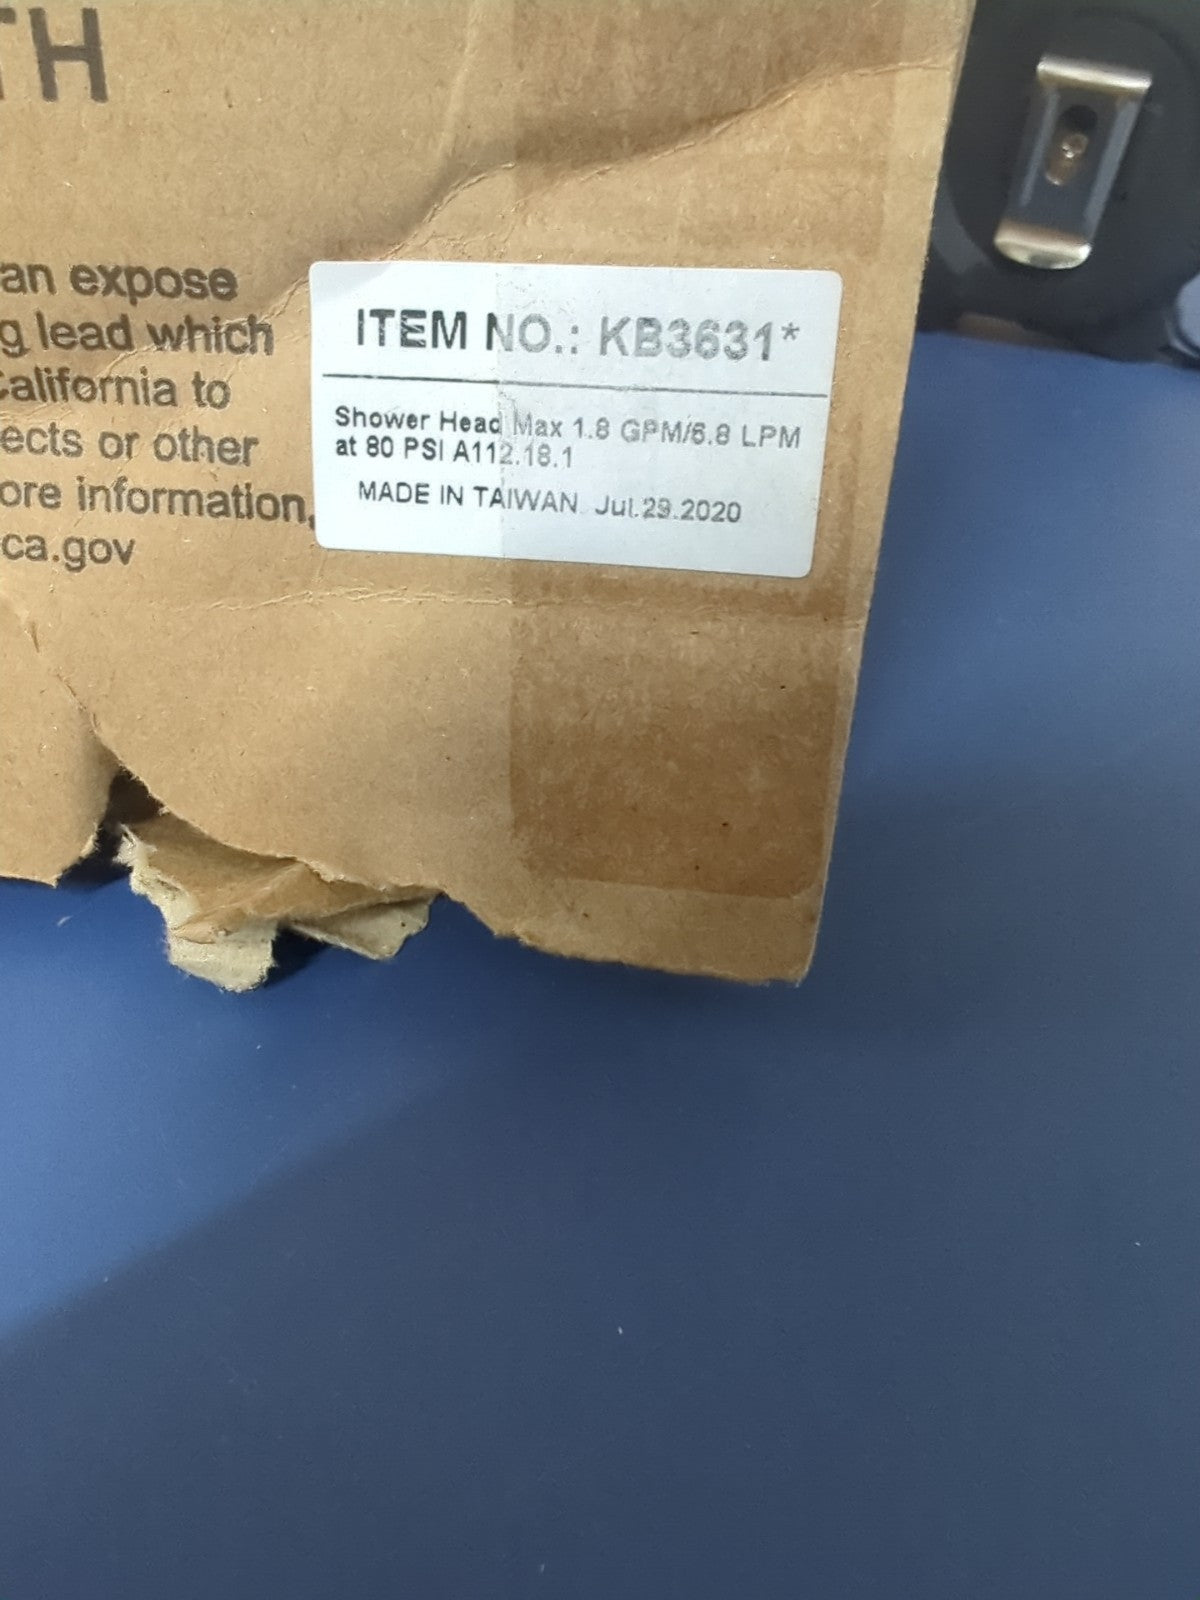 TH
an expose
g lead which
California to
ects or other
ore information,
ca.gov
ITEM NO.: KB3631*
Shower Head Max 1.8 GPM/6.8 LPM
at 80 PSI A112.18.1
MADE IN TAIWAN Jul.29.2020